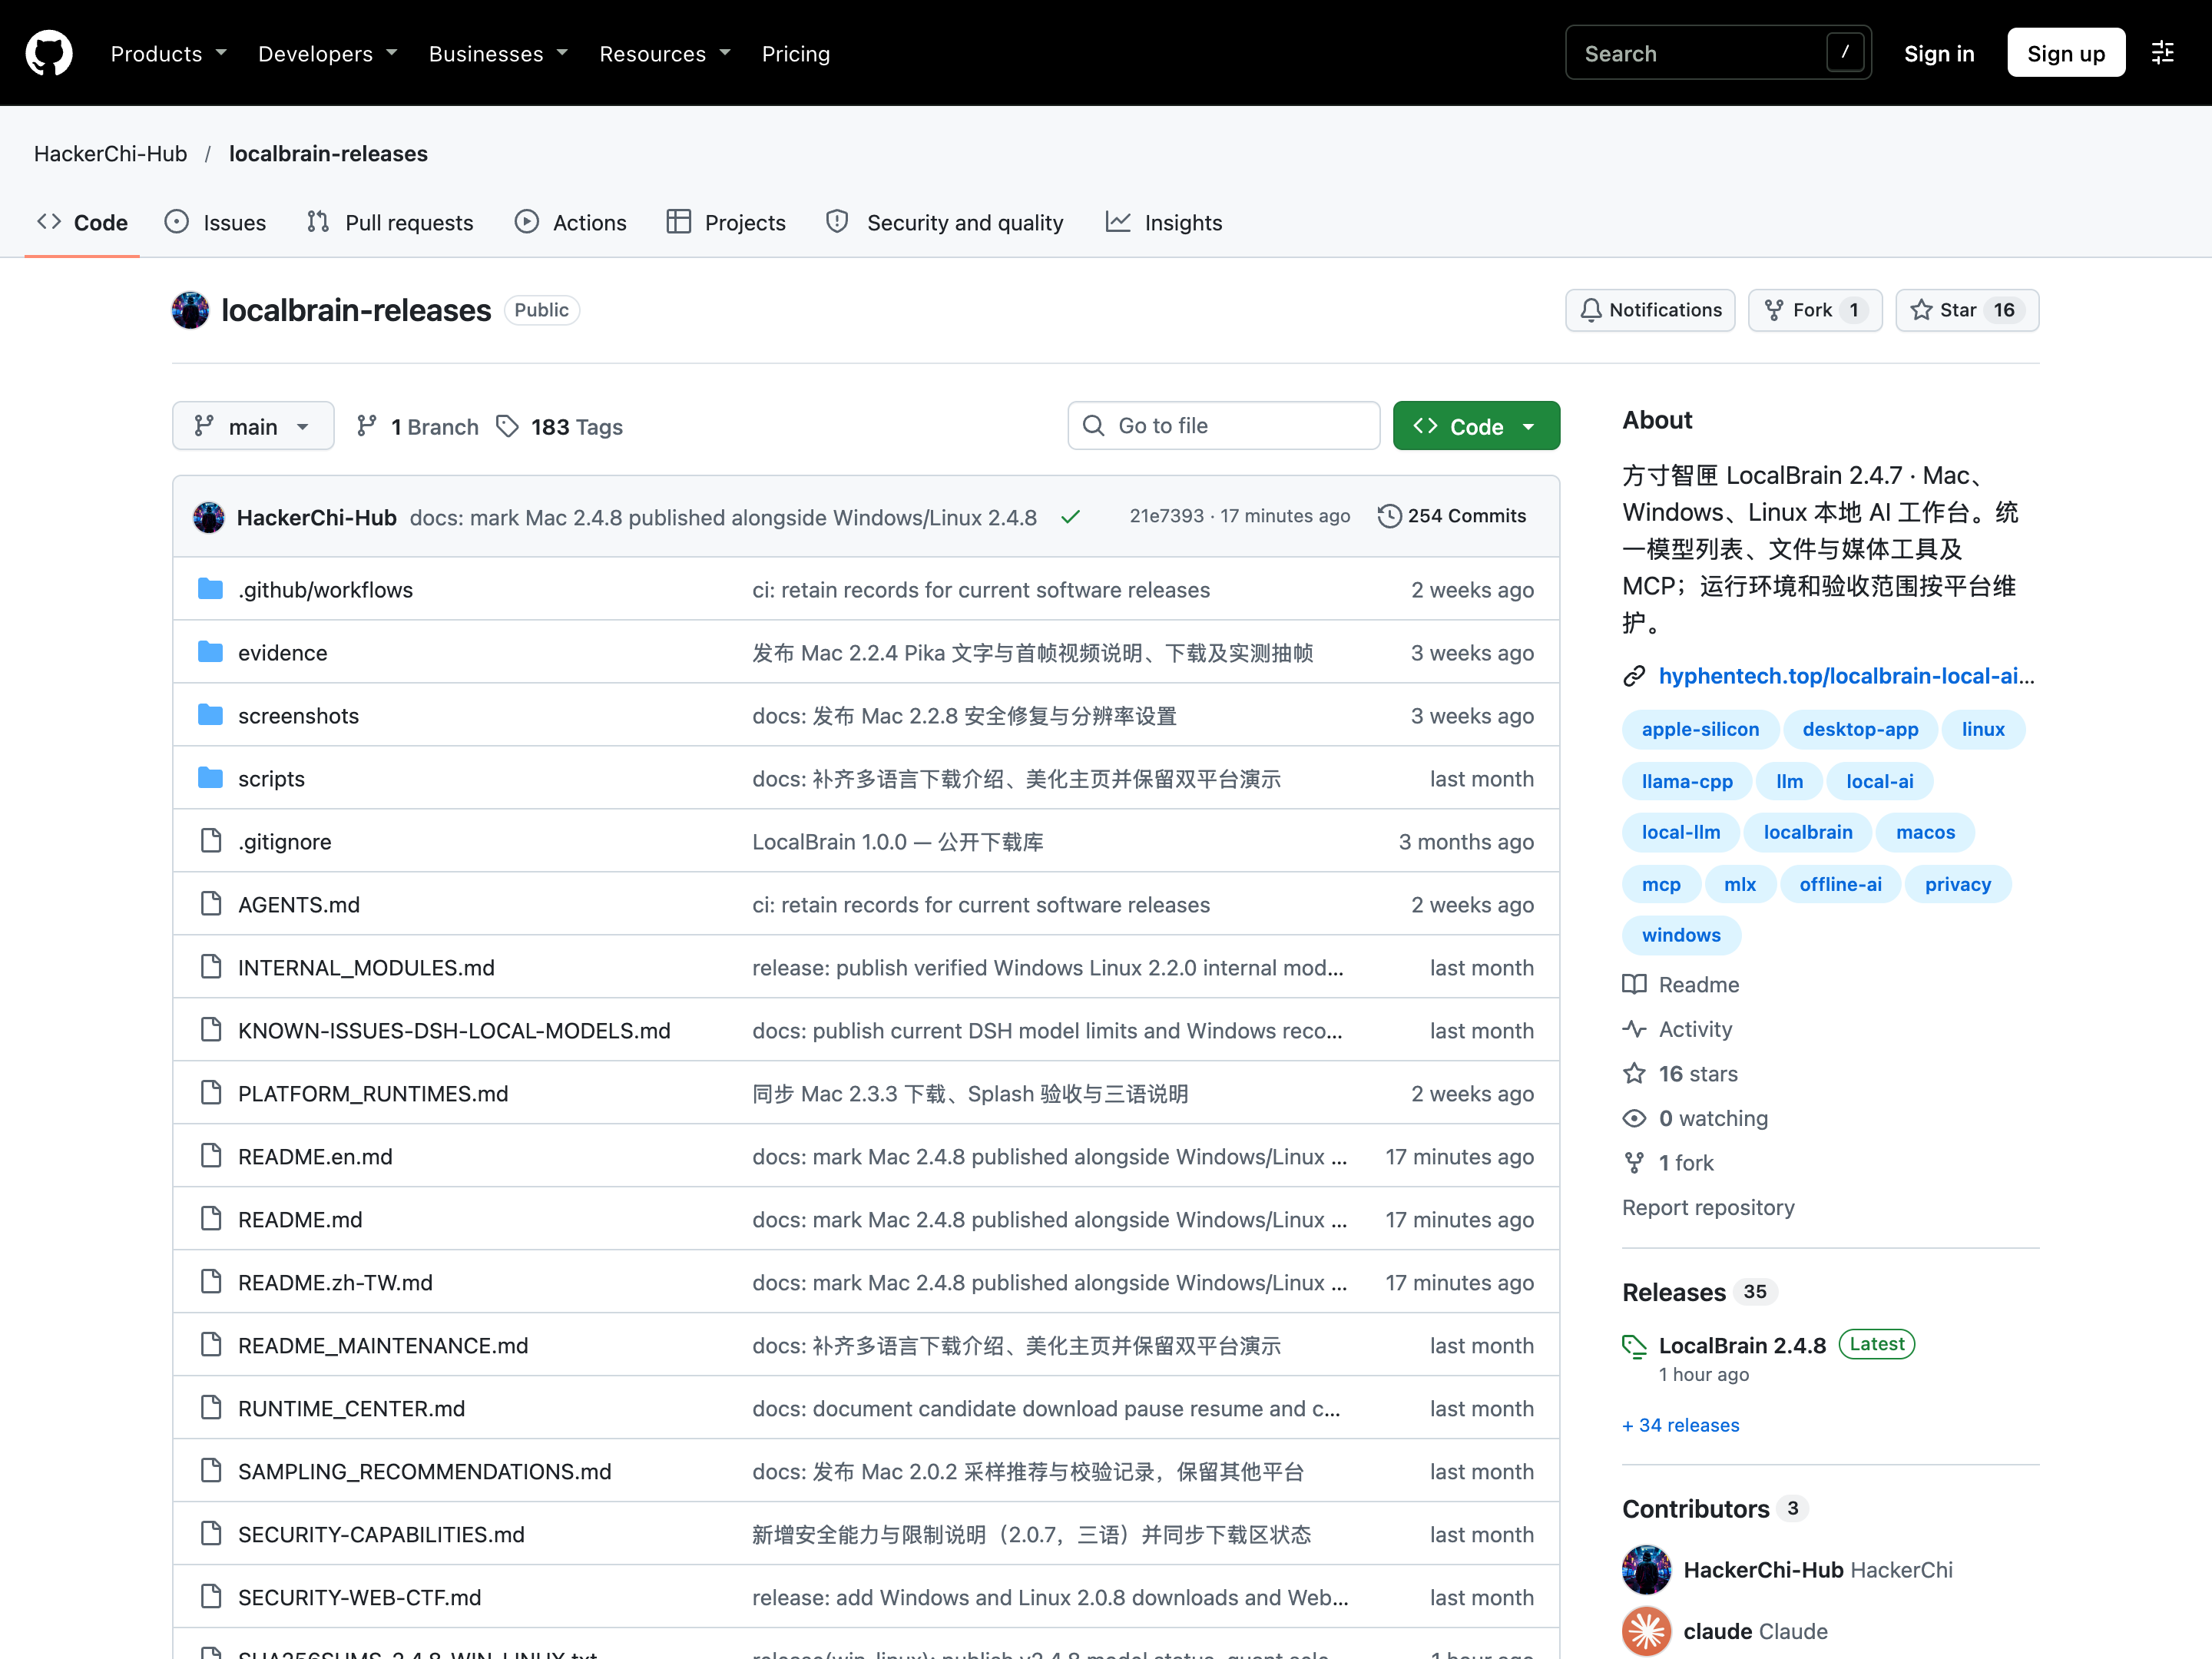 Products Developers Businesses Resources Pricing Search / Sign in Sign up
HackerChi-Hub / localbrain-releases
Code Issues Pull requests Actions Projects Security and quality Insights
localbrain-releases Public Notifications Fork 1 Star 16
main 1 Branch 183 Tags Go to file Code
HackerChi-Hub docs: mark Mac 2.4.8 published alongside Windows/Linux 2.4.8 21e7393 · 17 minutes ago 254 Commits
.github/workflows ci: retain records for current software releases 2 weeks ago
evidence 发布 Mac 2.2.4 Pika 文字与首帧视频说明、下载及实测抽帧 3 weeks ago
screenshots docs: 发布 Mac 2.2.8 安全修复与分辨率设置 3 weeks ago
scripts docs: 补齐多语言下载介绍、美化主页并保留双平台演示 last month
.gitignore LocalBrain 1.0.0 — 公开下载库 3 months ago
AGENTS.md ci: retain records for current software releases 2 weeks ago
INTERNAL_MODULES.md release: publish verified Windows Linux 2.2.0 internal mod... last month
KNOWN-ISSUES-DSH-LOCAL-MODELS.md docs: publish current DSH model limits and Windows reco... last month
PLATFORM_RUNTIMES.md 同步 Mac 2.3.3 下载、Splash 验收与三语说明 2 weeks ago
README.en.md docs: mark Mac 2.4.8 published alongside Windows/Linux ... 17 minutes ago
README.md docs: mark Mac 2.4.8 published alongside Windows/Linux ... 17 minutes ago
README.zh-TW.md docs: mark Mac 2.4.8 published alongside Windows/Linux ... 17 minutes ago
README_MAINTENANCE.md docs: 补齐多语言下载介绍、美化主页并保留双平台演示 last month
RUNTIME_CENTER.md docs: document candidate download pause resume and c... last month
SAMPLING_RECOMMENDATIONS.md docs: 发布 Mac 2.0.2 采样推荐与校验记录，保留其他平台 last month
SECURITY-CAPABILITIES.md 新增安全能力与限制说明（2.0.7，三语）并同步下载区状态 last month
SECURITY-WEB-CTF.md release: add Windows and Linux 2.0.8 downloads and Web... last month
SHA256SUMS-2.4.8-WIN-LINUX.txt release(win-linux): publish v2.4.8 model status, quant sele... 1 hour ago
About
方寸智匣 LocalBrain 2.4.7 · Mac、
Windows、Linux 本地 AI 工作台。统
一模型列表、文件与媒体工具及
MCP；运行环境和验收范围按平台维
护。
hyphentech.top/localbrain-local-ai...
apple-silicon desktop-app linux
llama-cpp llm local-ai
local-llm localbrain macos
mcp mlx offline-ai privacy
windows
Readme
Activity
16 stars
0 watching
1 fork
Report repository
Releases 35
LocalBrain 2.4.8 Latest
1 hour ago
+ 34 releases
Contributors 3
HackerChi-Hub HackerChi
claude Claude